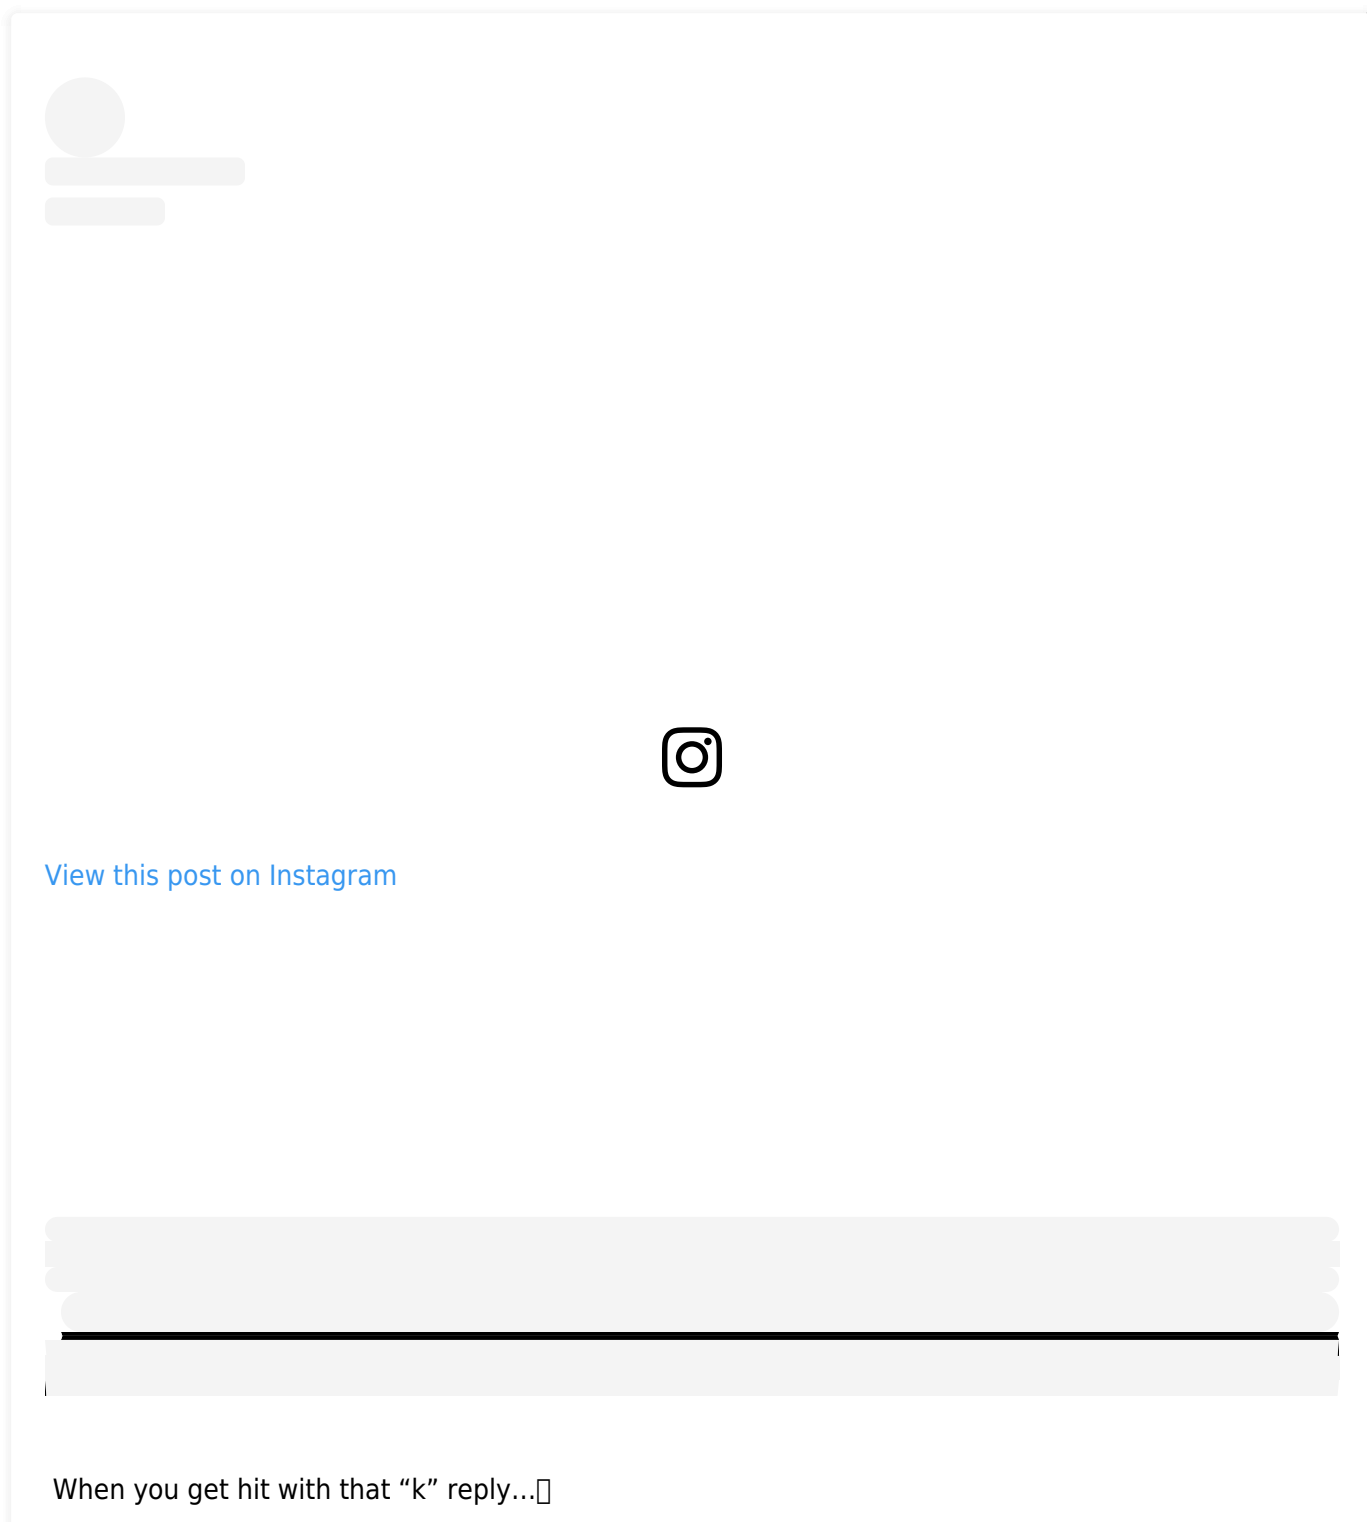 View this post on Instagram
When you get hit with that “k” reply...